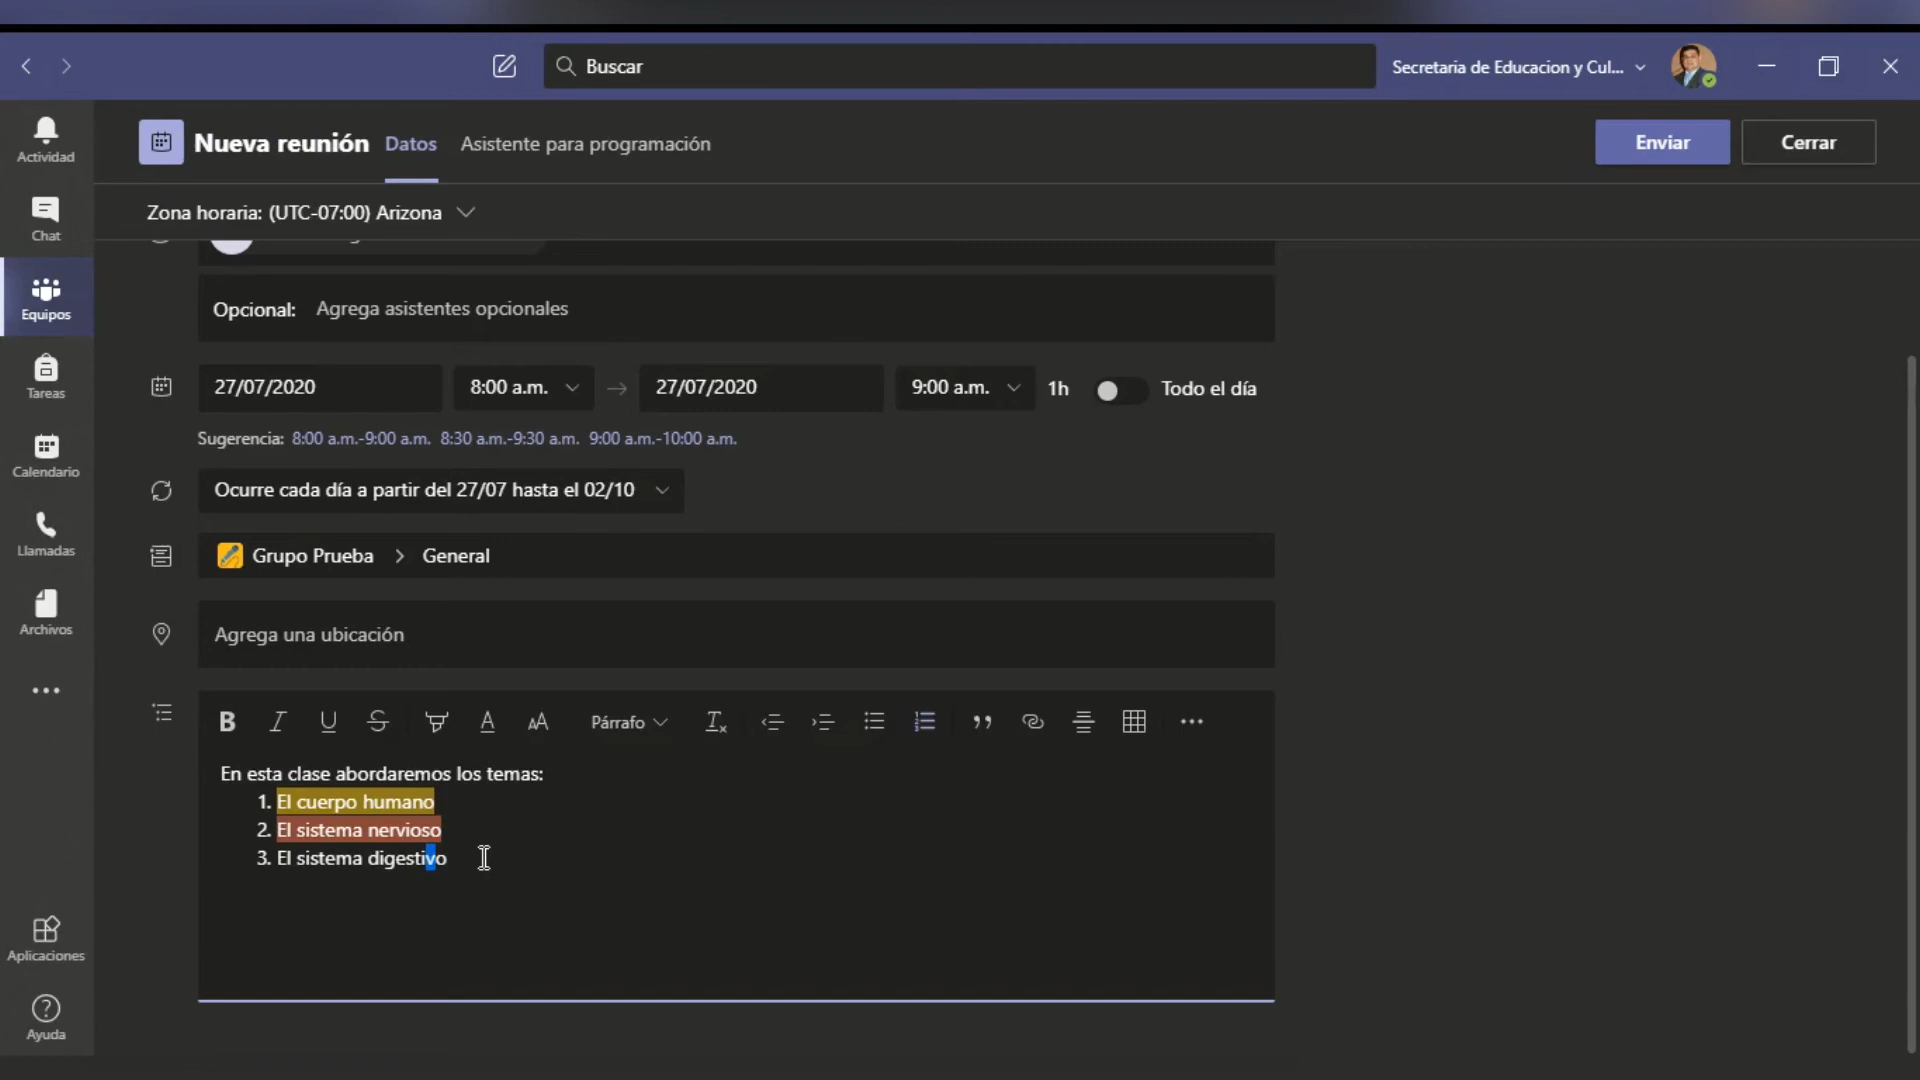 Buscar
Secretaria de Educacion y Cul...
Actividad
Chat
Equipos
Tareas
Calendario
Llamadas
Archivos
Aplicaciones
Ayuda
Nueva reunión Datos Asistente para programación
Enviar Cerrar
Zona horaria: (UTC-07:00) Arizona
Opcional: Agrega asistentes opcionales
27/07/2020 8:00 a.m. 27/07/2020 9:00 a.m. 1h Todo el día
Sugerencia: 8:00 a.m.-9:00 a.m. 8:30 a.m.-9:30 a.m. 9:00 a.m.-10:00 a.m.
Ocurre cada día a partir del 27/07 hasta el 02/10
Grupo Prueba > General
Agrega una ubicación
Párrafo
En esta clase abordaremos los temas:
1. El cuerpo humano
2. El sistema nervioso
3. El sistema digestivo